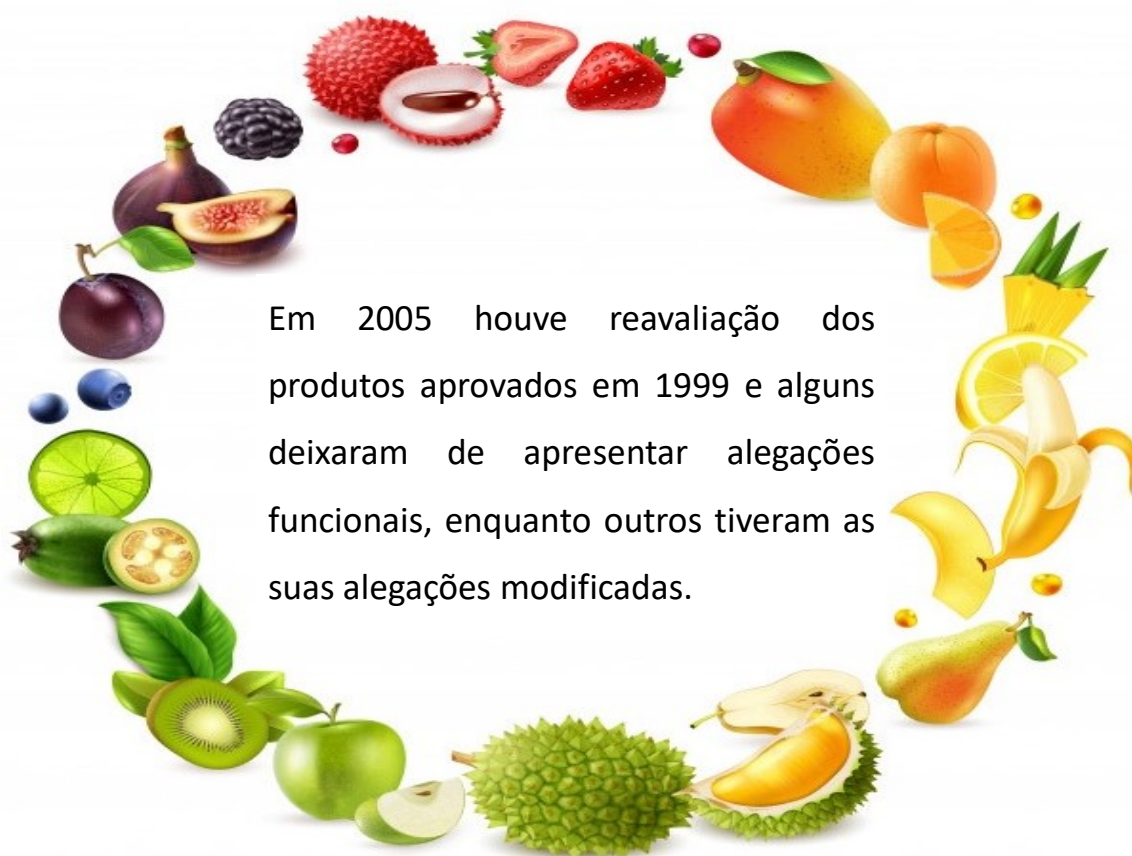 Em 2005 houve reavaliação dos
produtos aprovados em 1999 e alguns
deixaram de apresentar alegações
funcionais, enquanto outros tiveram as
suas alegações modificadas.